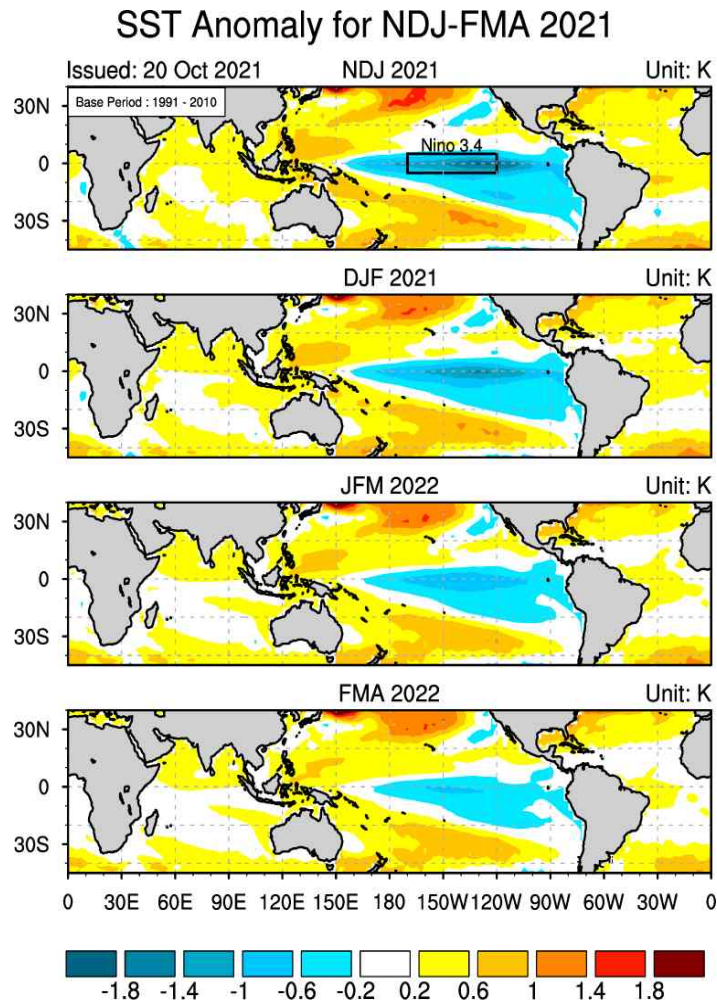 SST Anomaly for NDJ-FMA 2021
Issued: 20 Oct 2021 NDJ 2021 Unit: K
Base Period : 1991 - 2010
30N
Nino 3.4
0
30S
DJF 2021 Unit: K
30N
0
30S
JFM 2022 Unit: K
30N
0
30S
FMA 2022 Unit: K
30N
0
30S
0 30E 60E 90E 120E 150E 180E 150W 120W 90W 60W 30W 0
-1.8 -1.4 -1 -0.6 -0.2 0.2 0.6 1 1.4 1.8